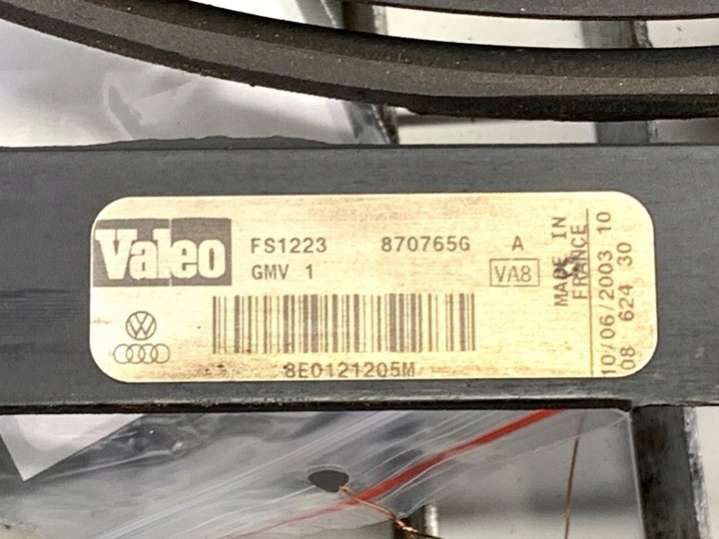 Valeo
FS1223 870765G A
GMV 1 VA8
8E0121205M
MADE IN
FRANCE
10/06/2003 10
08 624 30